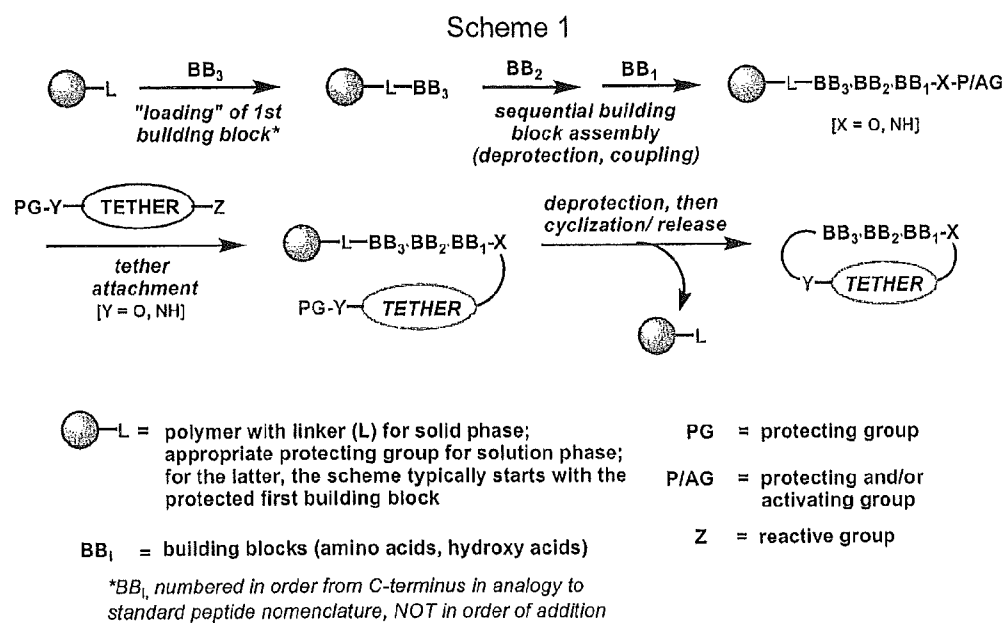 Scheme 1
L
BB3
"loading" of 1st
building block*
L-BB3
BB2
BB1
sequential building
block assembly
(deprotection, coupling)
L-BB3·BB2·BB1-X-P/AG
[X = O, NH]
PG-Y-TETHER-Z
tether
attachment
[Y = O, NH]
L-BB3·BB2·BB1-X
PG-Y-TETHER
deprotection, then
cyclization/ release
L
BB3·BB2·BB1-X
Y-TETHER
L = polymer with linker (L) for solid phase;
appropriate protecting group for solution phase;
for the latter, the scheme typically starts with the
protected first building block
BBi = building blocks (amino acids, hydroxy acids)
*BBi, numbered in order from C-terminus in analogy to
standard peptide nomenclature, NOT in order of addition
PG = protecting group
P/AG = protecting and/or
activating group
Z = reactive group